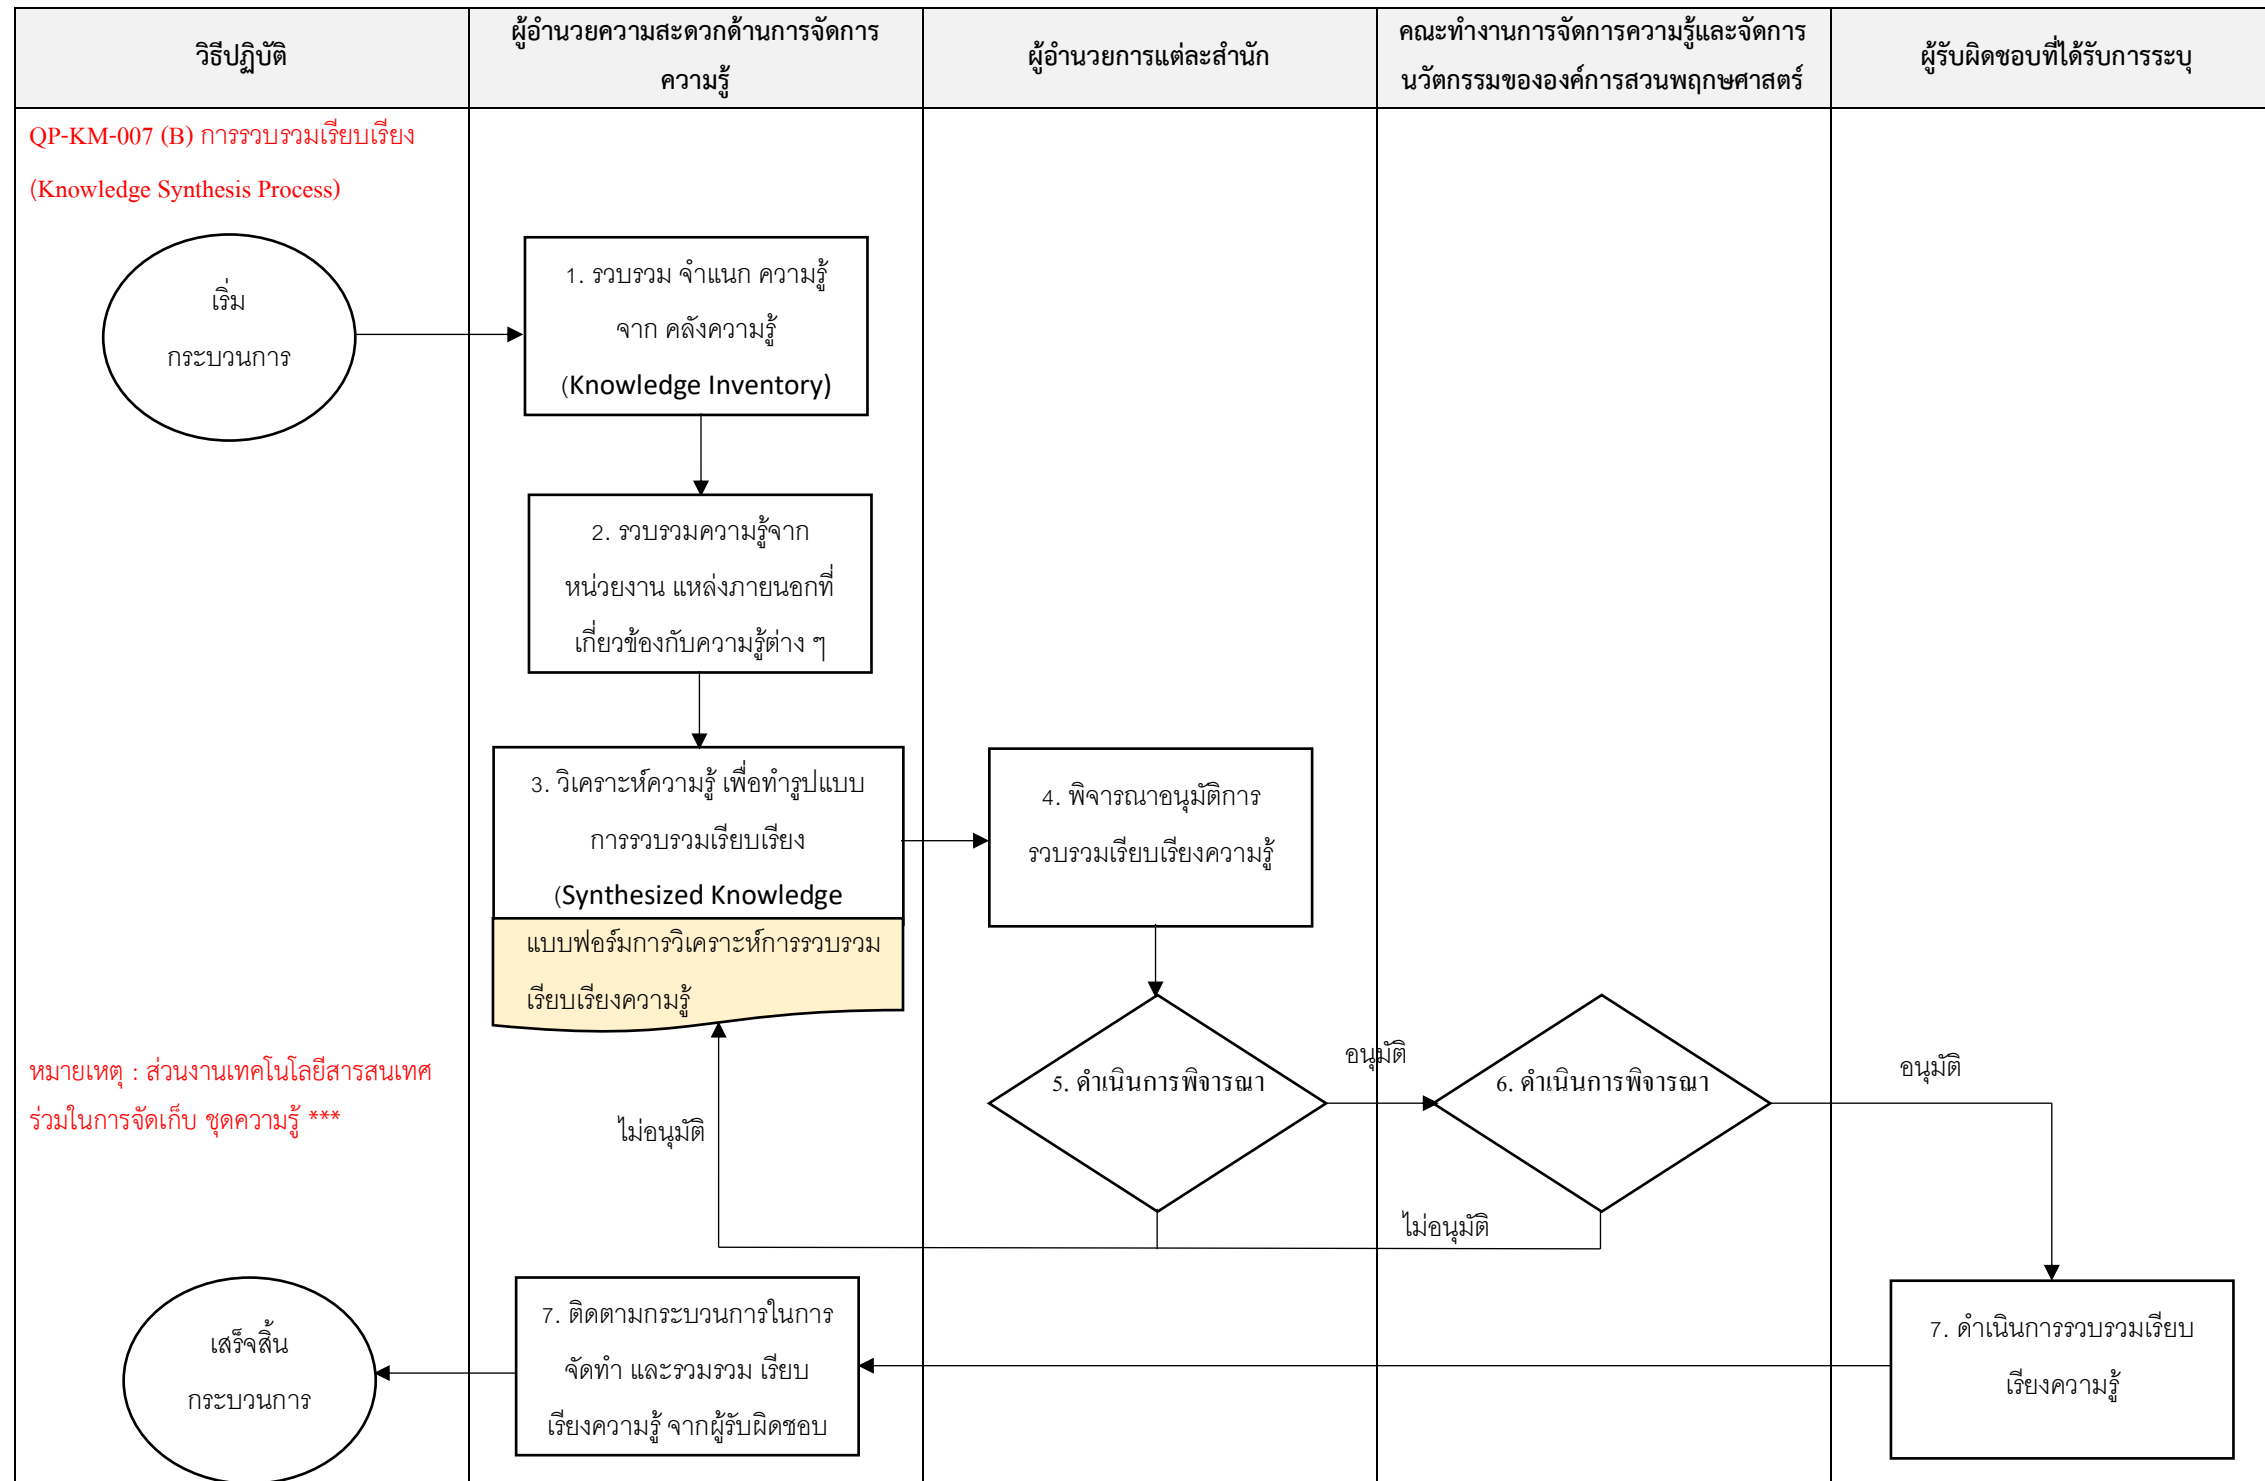 วิธีปฏิบัติ
ผู้อำนวยความสะดวกด้านการจัดการ
ความรู้
ผู้อำนวยการแต่ละสำนัก
คณะทำงานการจัดการความรู้และจัดการ
นวัตกรรมขององค์การสวนพฤกษศาสตร์
ผู้รับผิดชอบที่ได้รับการระบุ
QP-KM-007 (B) การรวบรวมเรียบเรียง
(Knowledge Synthesis Process)
เริ่ม
กระบวนการ
1. รวบรวม จำแนก ความรู้
จาก คลังความรู้
(Knowledge Inventory)
2. รวบรวมความรู้จาก
หน่วยงาน แหล่งภายนอกที่
เกี่ยวข้องกับความรู้ต่าง ๆ
3. วิเคราะห์ความรู้ เพื่อทำรูปแบบ
การรวบรวมเรียบเรียง
(Synthesized Knowledge
แบบฟอร์มการวิเคราะห์การรวบรวม
เรียบเรียงความรู้
4. พิจารณาอนุมัติการ
รวบรวมเรียบเรียงความรู้
5. ดำเนินการพิจารณา
อนุมัติ
6. ดำเนินการพิจารณา
อนุมัติ
หมายเหตุ : ส่วนงานเทคโนโลยีสารสนเทศ
ร่วมในการจัดเก็บ ชุดความรู้ ***
ไม่อนุมัติ
ไม่อนุมัติ
7. ดำเนินการรวบรวมเรียบ
เรียงความรู้
7. ติดตามกระบวนการในการ
จัดทำ และรวมรวม เรียบ
เรียงความรู้ จากผู้รับผิดชอบ
เสร็จสิ้น
กระบวนการ